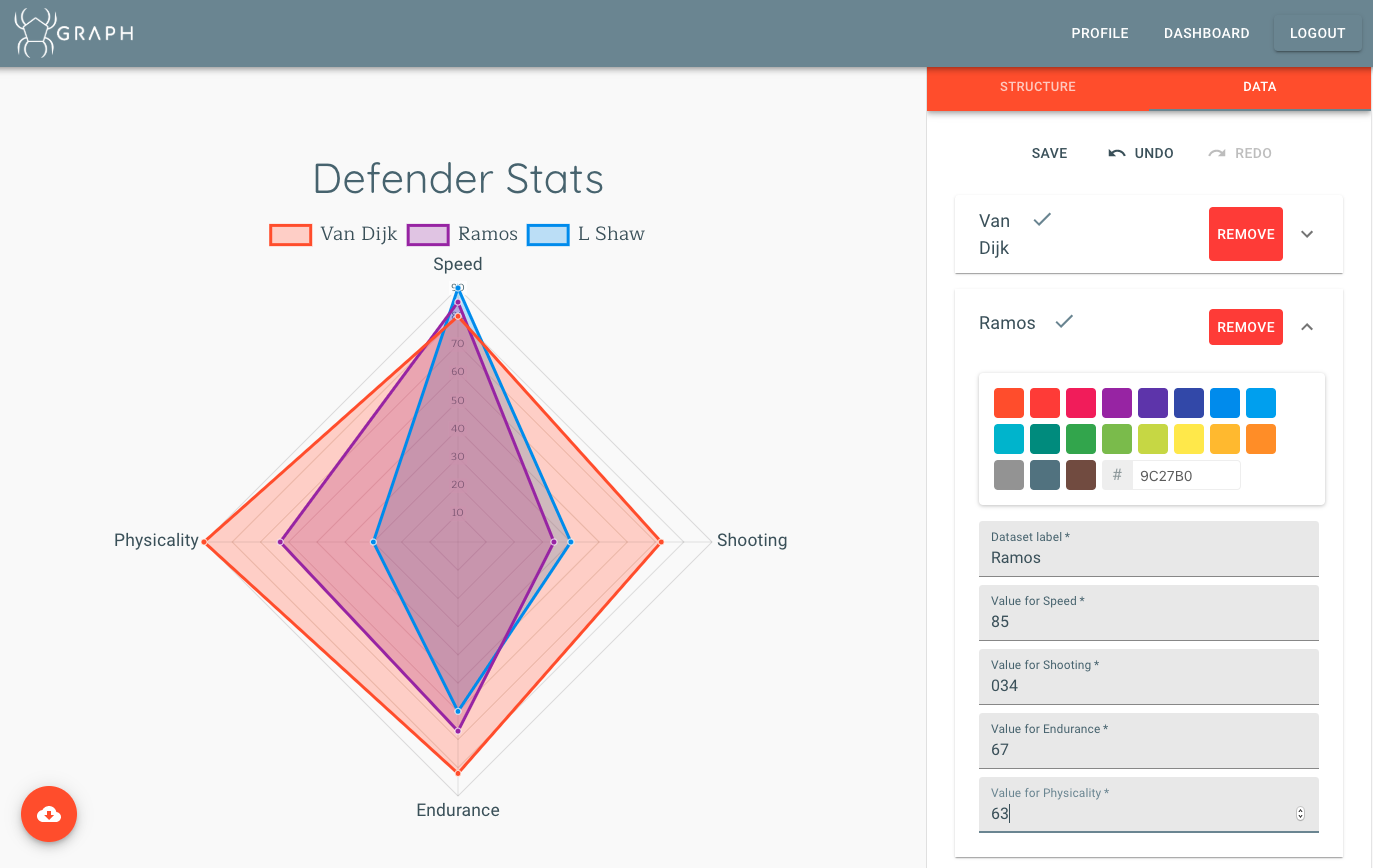 GRAPH
PROFILE DASHBOARD LOGOUT
STRUCTURE DATA
SAVE UNDO REDO
Defender Stats
Van Dijk Ramos L Shaw
Speed
90
70
60
50
40
30
20
10
Physicality
Shooting
Endurance
Van
Dijk
REMOVE
Ramos
REMOVE
# 9C27B0
Dataset label *
Ramos
Value for Speed *
85
Value for Shooting *
034
Value for Endurance *
67
Value for Physicality *
63